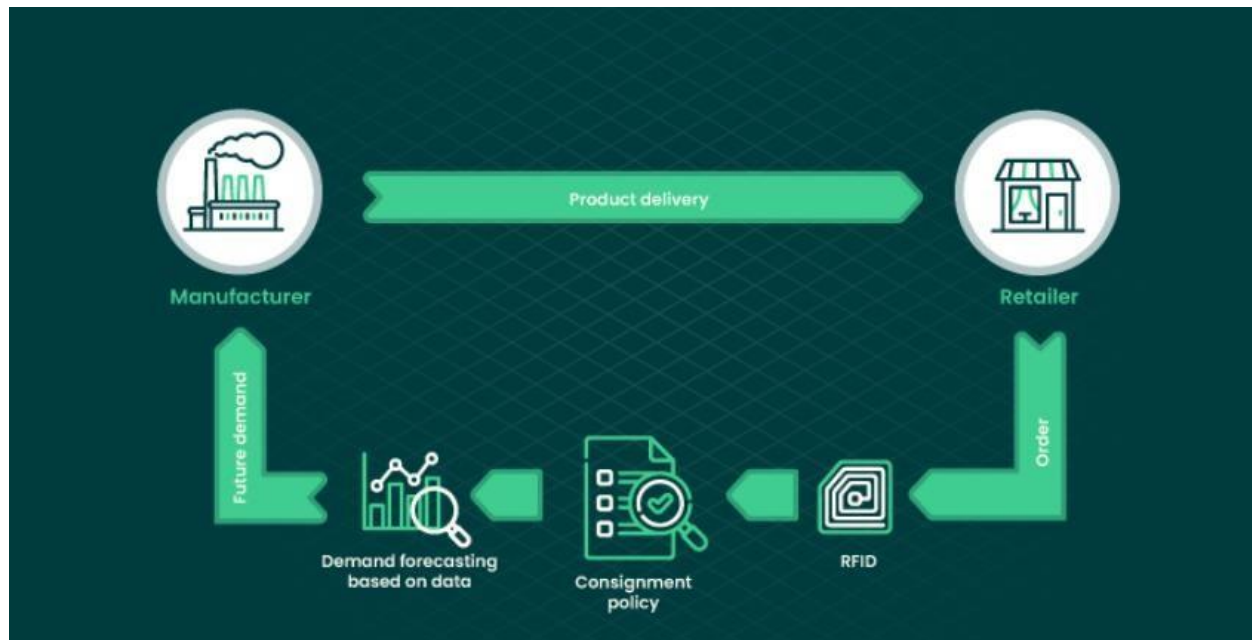 Product delivery
Manufacturer
Retailer
Future demand
Order
Demand forecasting
based on data
Consignment
policy
RFID